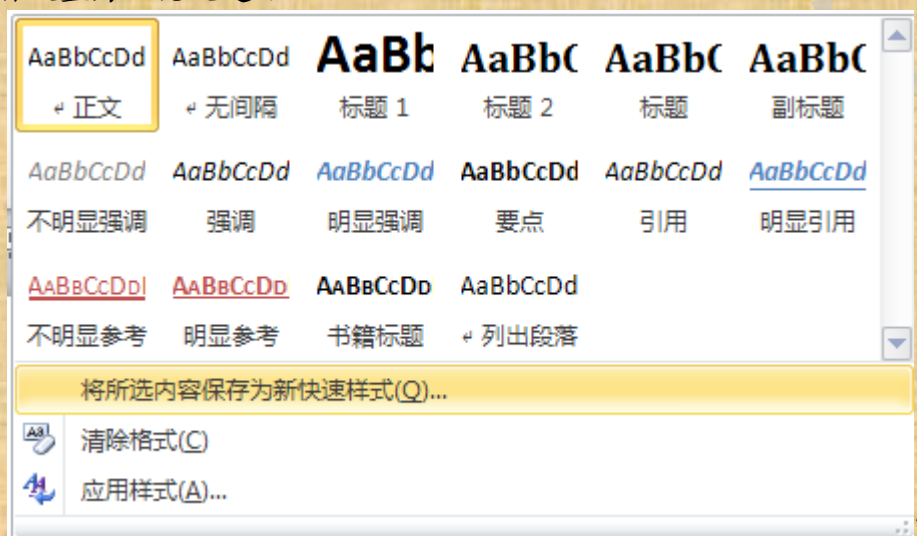 AaBbCcDd AaBbCcDd AaBb AaBb( AaBb( AaBb(
↵ 正文 ↵ 无间隔 标题 1 标题 2 标题 副标题
AaBbCcDd AaBbCcDd AaBbCcDd AaBbCcDd AaBbCcDd AaBbCcDd
不明显强调 强调 明显强调 要点 引用 明显引用
AABBCCDDI AABBCCDD AABBCCDD AaBbCcDd
不明显参考 明显参考 书籍标题 ↵ 列出段落
将所选内容保存为新快速样式(Q)...
清除格式(C)
应用样式(A)...